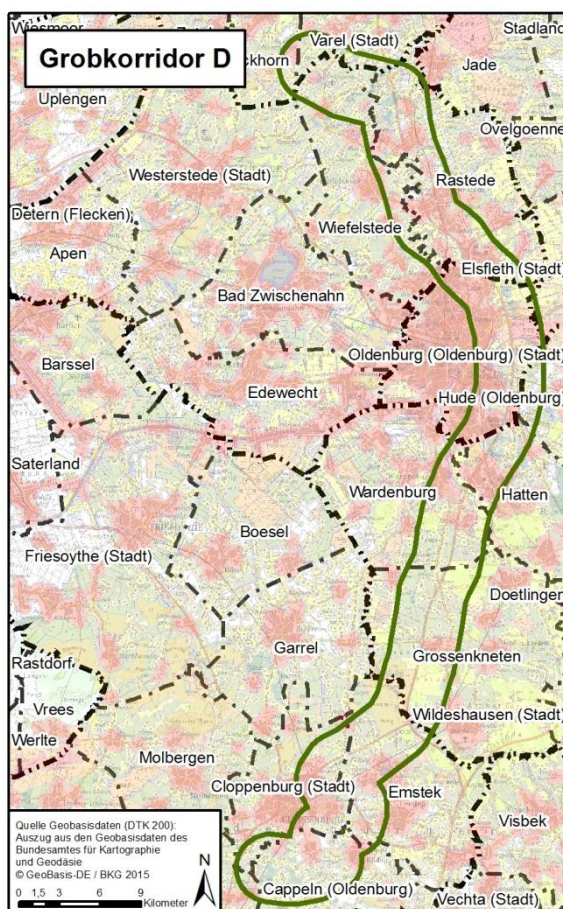 Grobkorridor D
Wiesmoor
ckhorn
Varel (Stadt)
Stadland
Jade
Uplengen
Ovelgoenne
Westerstede (Stadt)
Rastede
Detern (Flecken)
Wiefelstede
Apen
Elsfleth (Stadt)
Bad Zwischenahn
Barssel
Oldenburg (Oldenburg) (Stadt)
Edewecht
Hude (Oldenburg)
Saterland
Wardenburg
Hatten
Boesel
Friesoythe (Stadt)
Doetlingen
Garrel
Grossenkneten
Rastdorf
Vrees
Wildeshausen (Stadt)
Werlte
Molbergen
Cloppenburg (Stadt)
Emstek
Visbek
Cappeln (Oldenburg)
Vechta (Stadt)
Quelle Geobasisdaten (DTK 200):
Auszug aus den Geobasisdaten des
Bundesamtes für Kartographie
und Geodäsie
© GeoBasis-DE / BKG 2015
N
0 1,5 3 6 9
Kilometer